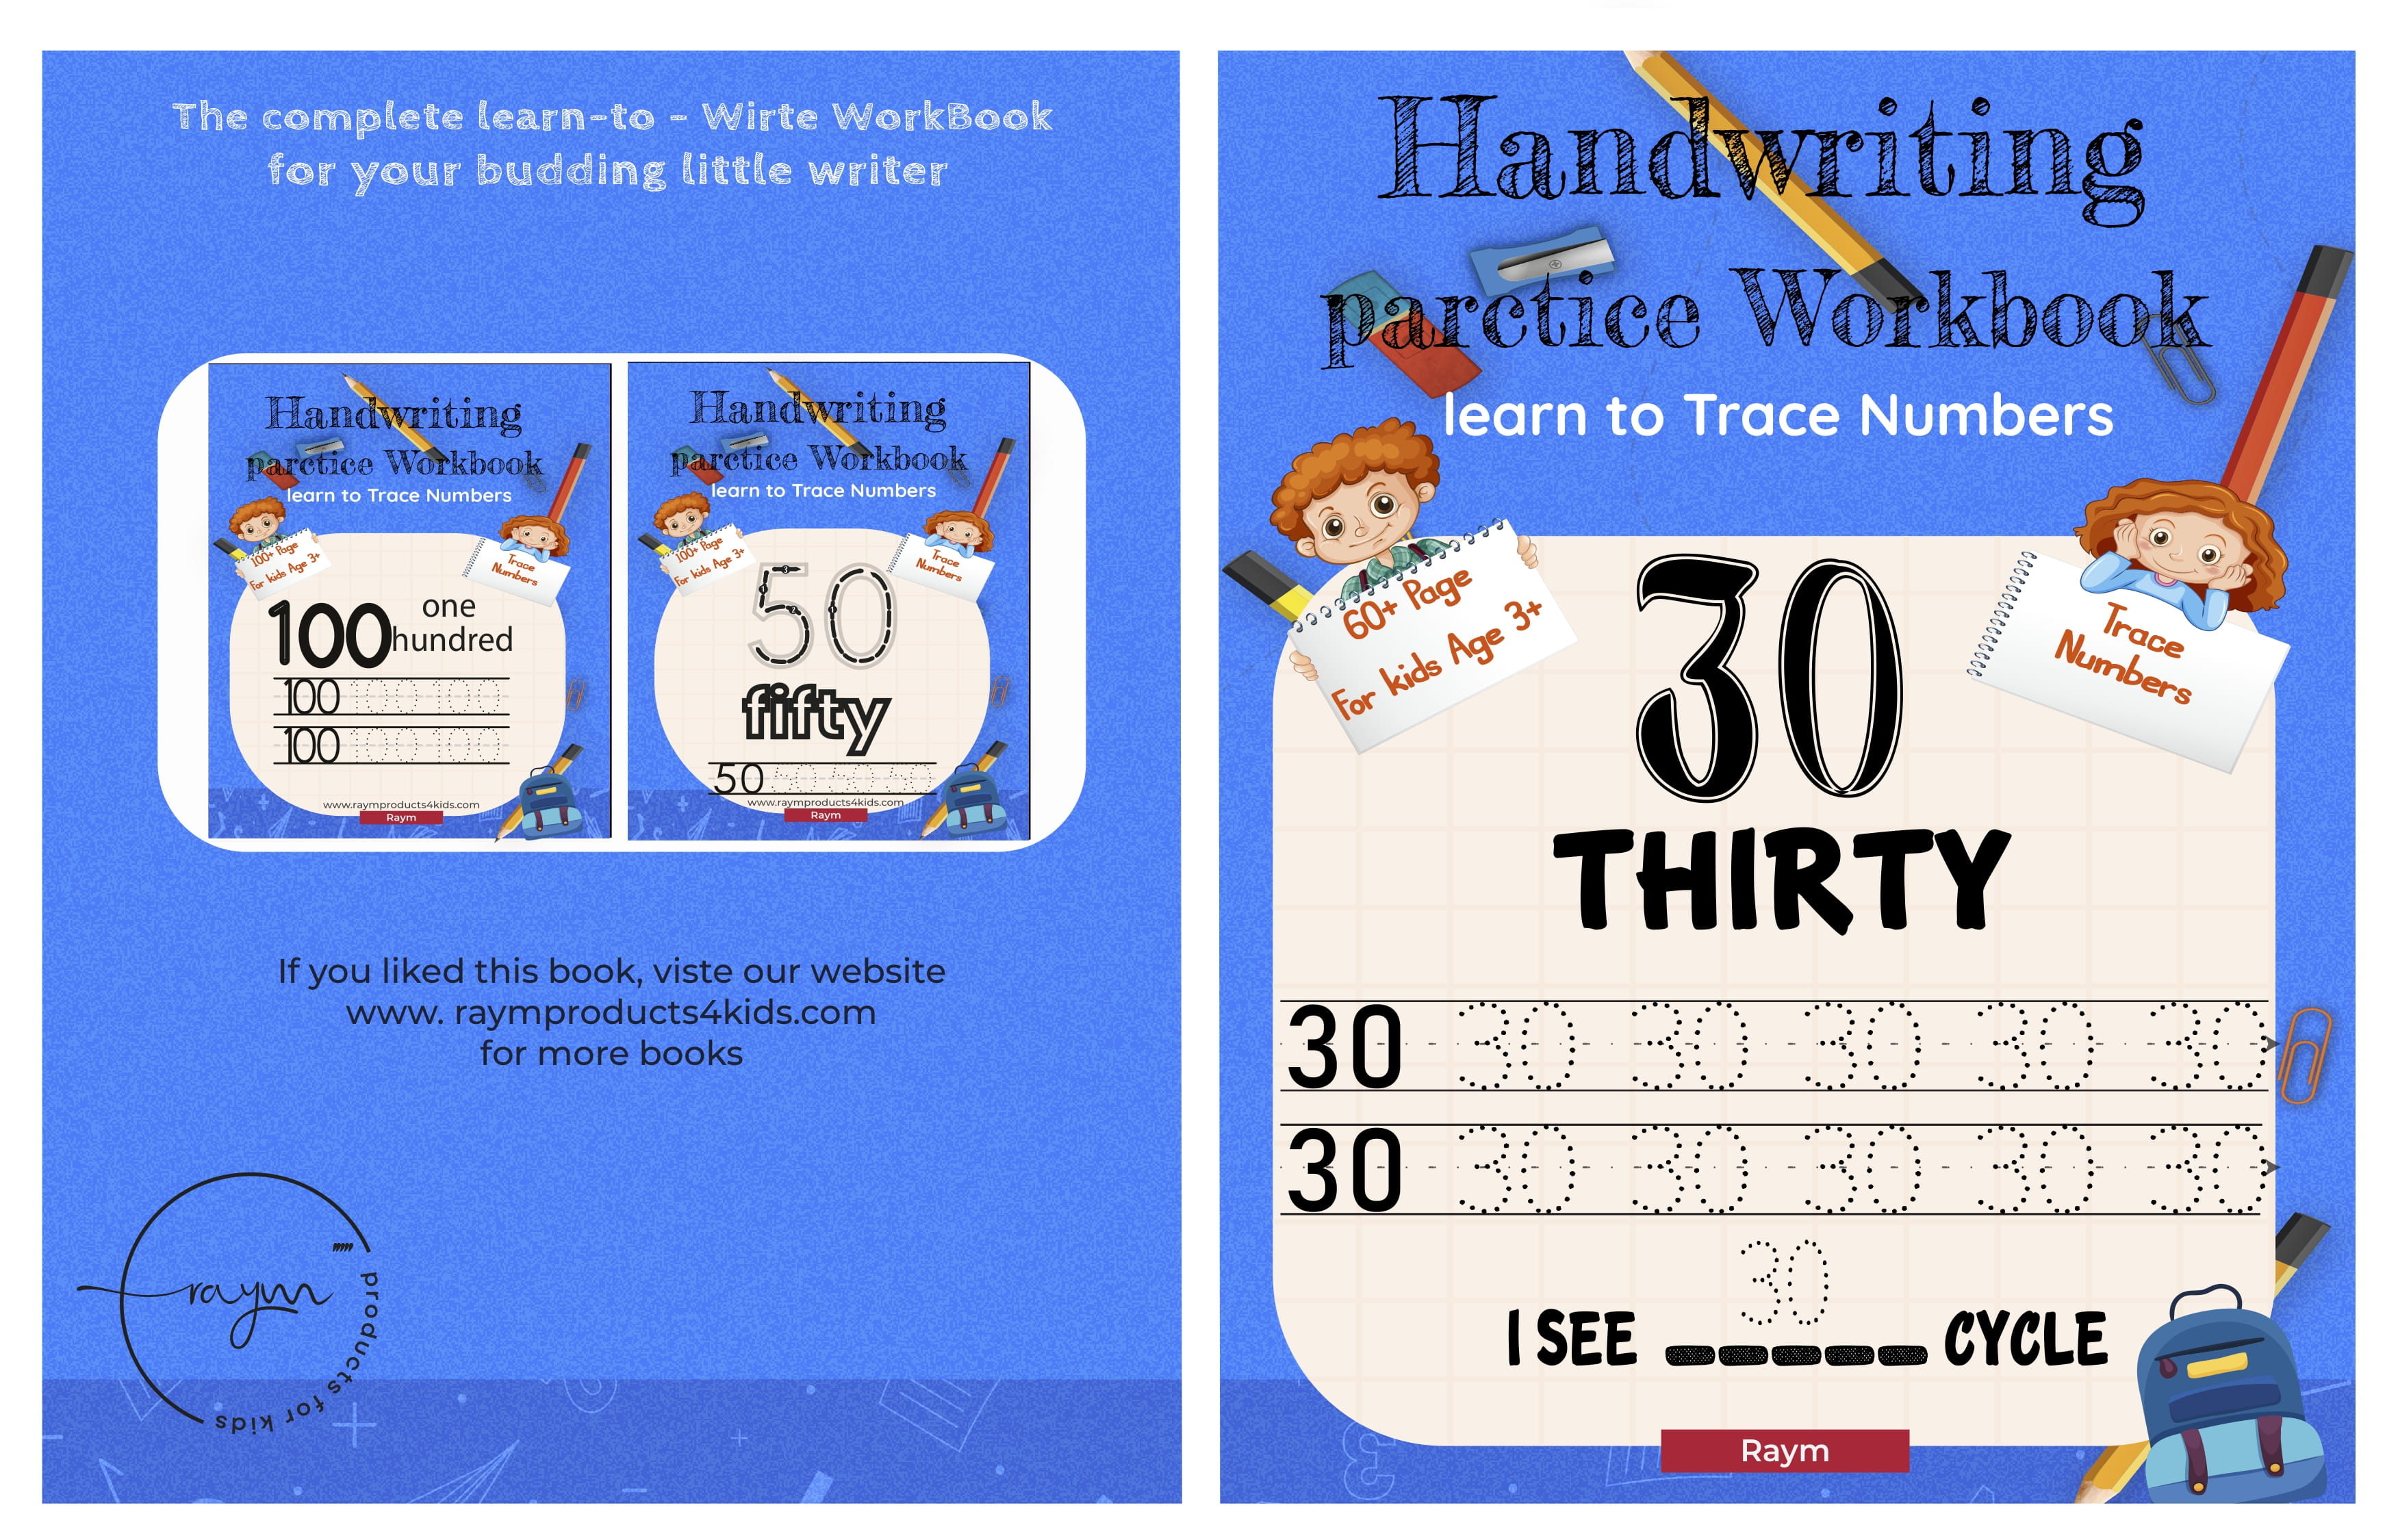 The complete learn-to - Wirte WorkBook
for your budding little writer
Handwriting
parctice Workbook
learn to Trace Numbers
100+ Page
For kids Age 3+
Trace
Numbers
100 one
hundred
100 100 100
100 100 100
www.raymproducts4kids.com
Raym
Handwriting
parctice Workbook
learn to Trace Numbers
100+ Page
For kids Age 3+
Trace
Numbers
50
fifty
50 50 50 50
www.raymproducts4kids.com
Raym
If you liked this book, viste our website
www. raymproducts4kids.com
for more books
raym
products for kids
Handwriting
parctice Workbook
learn to Trace Numbers
60+ Page
For kids Age 3+
Trace
Numbers
30
THIRTY
30 30 30 30 30 30
30 30 30 30 30 30
30
I SEE _____ CYCLE
Raym